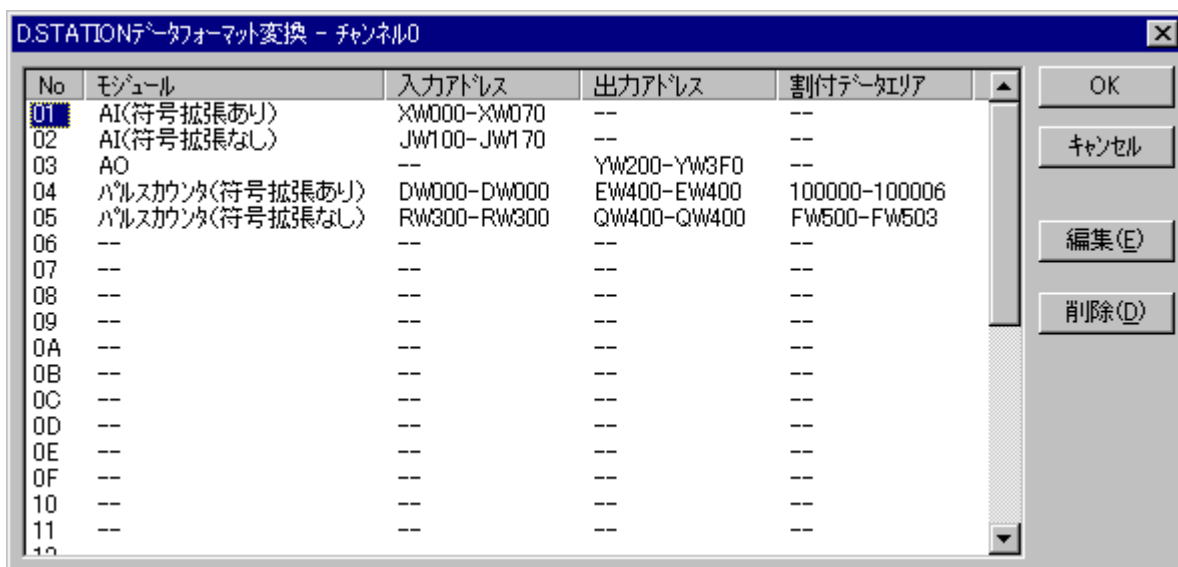 D.STATIONﾃﾞｰﾀフォーマット変換 - ﾁｬﾝﾈﾙ0
No ﾓｼﾞｭｰﾙ 入力ｱﾄﾞﾚｽ 出力ｱﾄﾞﾚｽ 割付ﾃﾞｰﾀｴﾘｱ
01 AI(符号拡張あり) XW000-XW070 -- --
02 AI(符号拡張なし) JW100-JW170 -- --
03 AO -- YW200-YW3F0 --
04 ﾊﾟﾙｽｶｳﾝﾀ(符号拡張あり) DW000-DW000 EW400-EW400 100000-100006
05 ﾊﾟﾙｽｶｳﾝﾀ(符号拡張なし) RW300-RW300 QW400-QW400 FW500-FW503
06 -- -- -- --
07 -- -- -- --
08 -- -- -- --
09 -- -- -- --
0A -- -- -- --
0B -- -- -- --
0C -- -- -- --
0D -- -- -- --
0E -- -- -- --
0F -- -- -- --
10 -- -- -- --
11 -- -- -- --
OK
ｷｬﾝｾﾙ
編集(E)
削除(D)